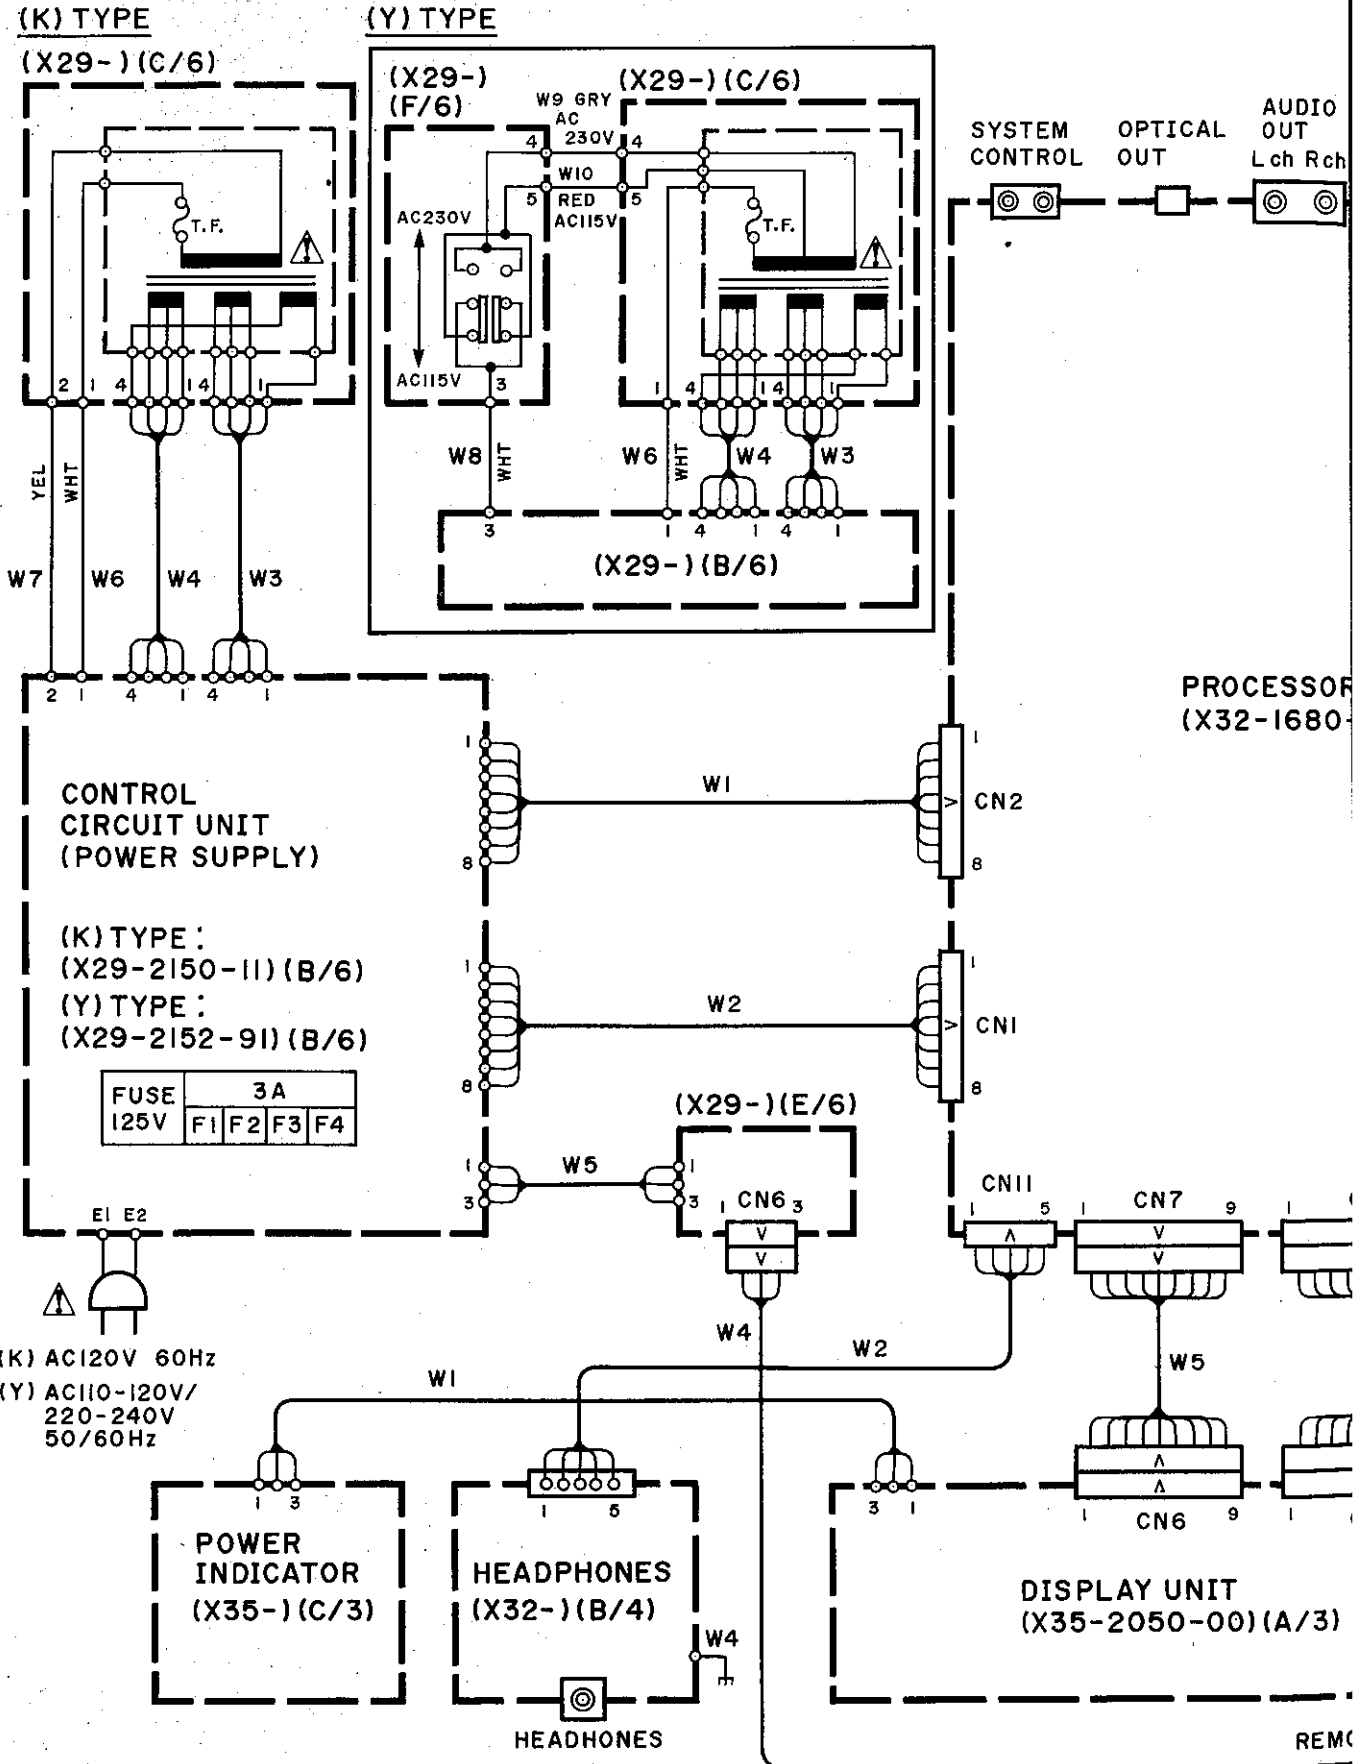 (K) TYPE
(X29-)(C/6)
T.F.
2 1 4 1 4 1
YEL
WHT
W7 W6 W4 W3
2 1 4 1 4 1
(Y) TYPE
(X29-)
(F/6)
W9 GRY
AC
230V
(X29-)(C/6)
4 4
W10
5 RED 5
AC115V
AC230V
AC115V
T.F.
3
1 4 1 4 1
W8
WHT
W6
WHT
W4 W3
3 1 4 1 4 1
(X29-)(B/6)
SYSTEM
CONTROL
OPTICAL
OUT
AUDIO
OUT
Lch Rch
PROCESSOR
(X32-1680-
CONTROL
CIRCUIT UNIT
(POWER SUPPLY)
(K) TYPE:
(X29-2150-11)(B/6)
(Y) TYPE:
(X29-2152-91)(B/6)
FUSE
125V
3A
F1 F2 F3 F4
1
8
W1
1
CN2
8
1
8
W2
1
CN1
8
(X29-)(E/6)
1
3
W5
1
3
1 CN6 3
CN11
1 5
CN7
1 9
1
E1 E2
(K) AC120V 60Hz
(Y) AC110-120V/
220-240V
50/60Hz
W4
W2
W1
W5
1 3
POWER
INDICATOR
(X35-)(C/3)
1 5
HEADPHONES
(X32-)(B/4)
W4
HEADHONES
3 1
1 CN6 9
1
DISPLAY UNIT
(X35-2050-00)(A/3)
REMO